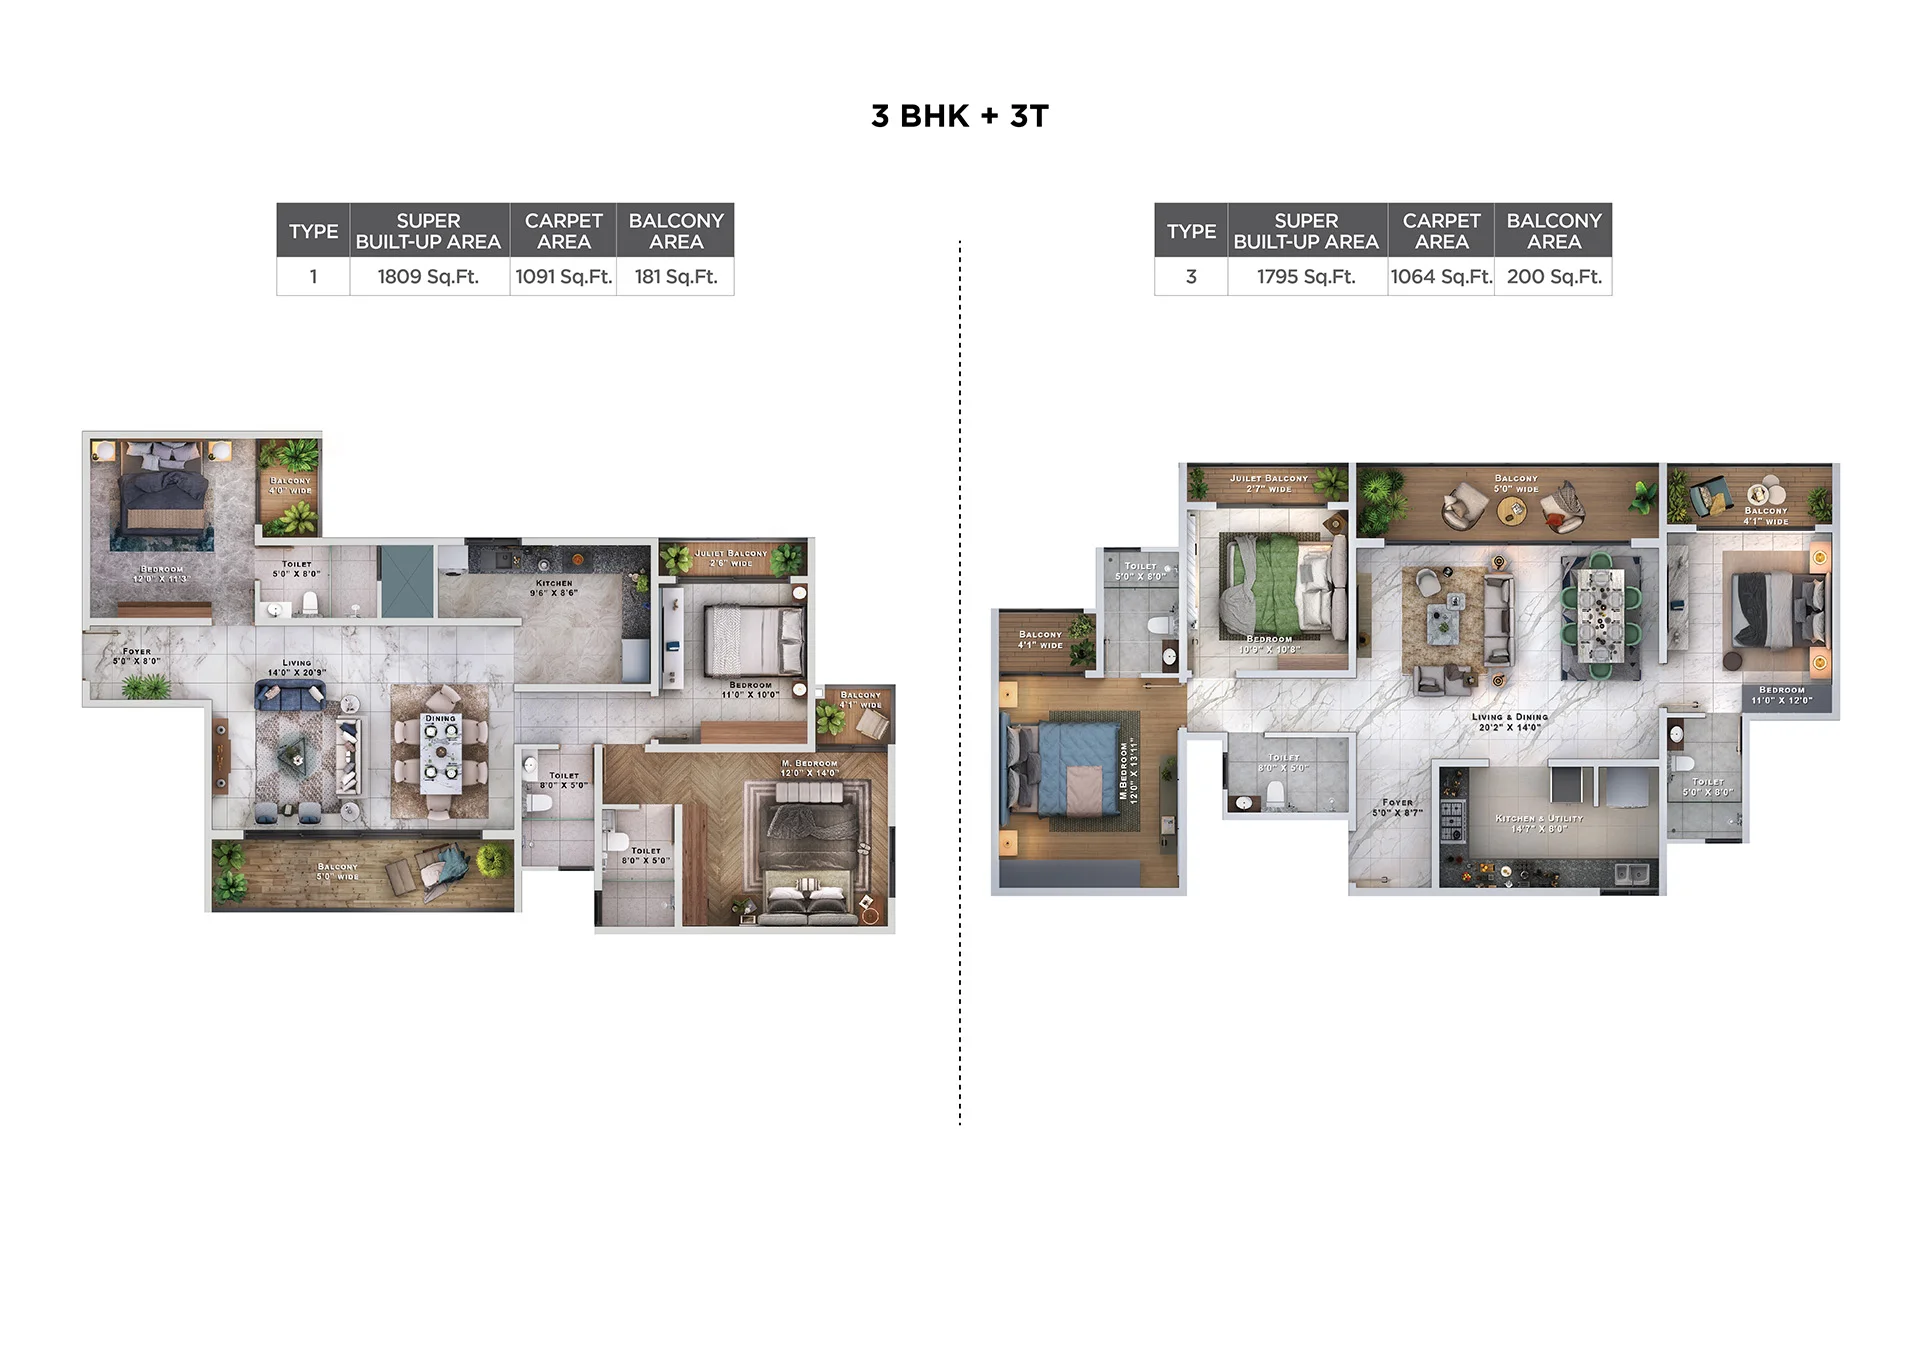 3 BHK + 3T
TYPE
SUPER
BUILT-UP AREA
CARPET
AREA
BALCONY
AREA
1
1809 Sq.Ft.
1091 Sq.Ft.
181 Sq.Ft.
BALCONY
4'0" WIDE
BEDROOM
12'0" X 11'3"
TOILET
5'0" X 8'0"
KITCHEN
9'6" X 8'6"
JULIET BALCONY
2'6" WIDE
FOYER
5'0" X 8'0"
LIVING
14'0" X 20'9"
BEDROOM
11'0" X 10'0"
BALCONY
4'1" WIDE
DINING
M. BEDROOM
12'0" X 14'0"
TOILET
8'0" X 5'0"
TOILET
8'0" X 5'0"
BALCONY
5'0" WIDE
TYPE
SUPER
BUILT-UP AREA
CARPET
AREA
BALCONY
AREA
3
1795 Sq.Ft.
1064 Sq.Ft.
200 Sq.Ft.
JUILET BALCONY
2'7" WIDE
BALCONY
5'0" WIDE
BALCONY
4'1" WIDE
TOILET
5'0" X 8'0"
BALCONY
4'1" WIDE
BEDROOM
10'9" X 10'8"
BEDROOM
11'0" X 12'0"
LIVING & DINING
20'2" X 14'0"
M.BEDROOM
12'0" X 13'11"
TOILET
8'0" X 5'0"
TOILET
5'0" X 8'0"
FOYER
5'0" X 8'7"
KITCHEN & UTILITY
14'7" X 8'0"